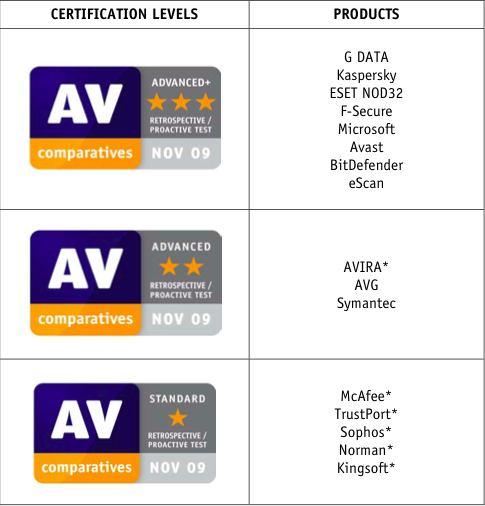 CERTIFICATION LEVELS
PRODUCTS
AV
comparatives
ADVANCED+
RETROSPECTIVE /
PROACTIVE TEST
NOV 09
G DATA
Kaspersky
ESET NOD32
F-Secure
Microsoft
Avast
BitDefender
eScan
AV
comparatives
ADVANCED
RETROSPECTIVE /
PROACTIVE TEST
NOV 09
AVIRA*
AVG
Symantec
AV
comparatives
STANDARD
RETROSPECTIVE /
PROACTIVE TEST
NOV 09
McAfee*
TrustPort*
Sophos*
Norman*
Kingsoft*